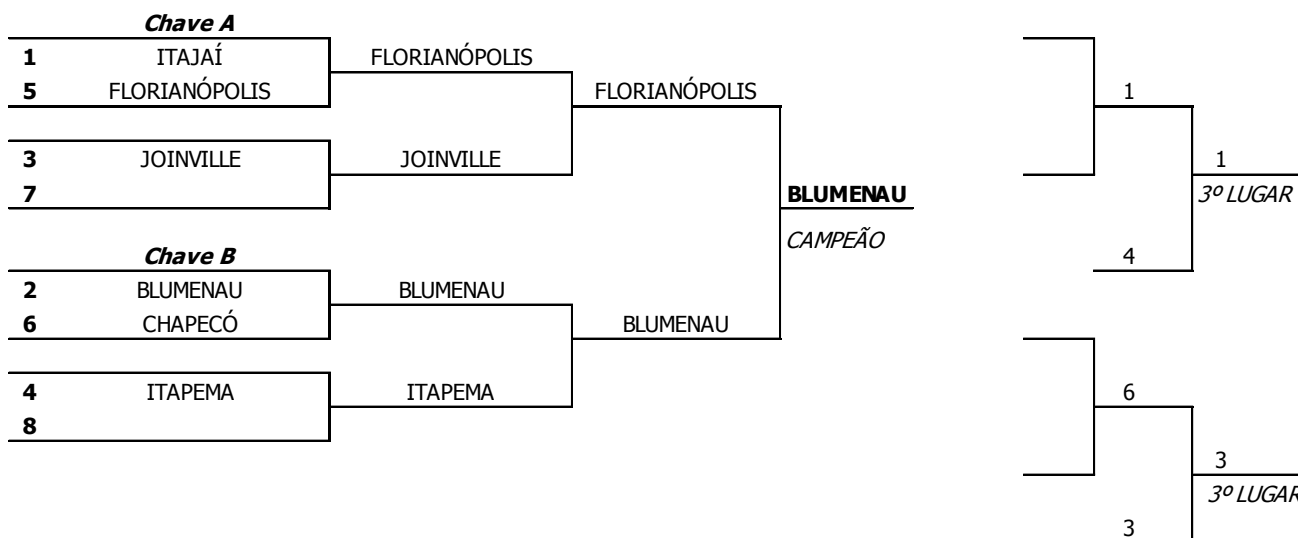 Chave A
1 ITAJAÍ FLORIANÓPOLIS
5 FLORIANÓPOLIS FLORIANÓPOLIS 1
3 JOINVILLE JOINVILLE 1
7 BLUMENAU 3º LUGAR
CAMPEÃO
Chave B 4
2 BLUMENAU BLUMENAU
6 CHAPECÓ BLUMENAU
4 ITAPEMA ITAPEMA 6
8
3
3º LUGAR
3